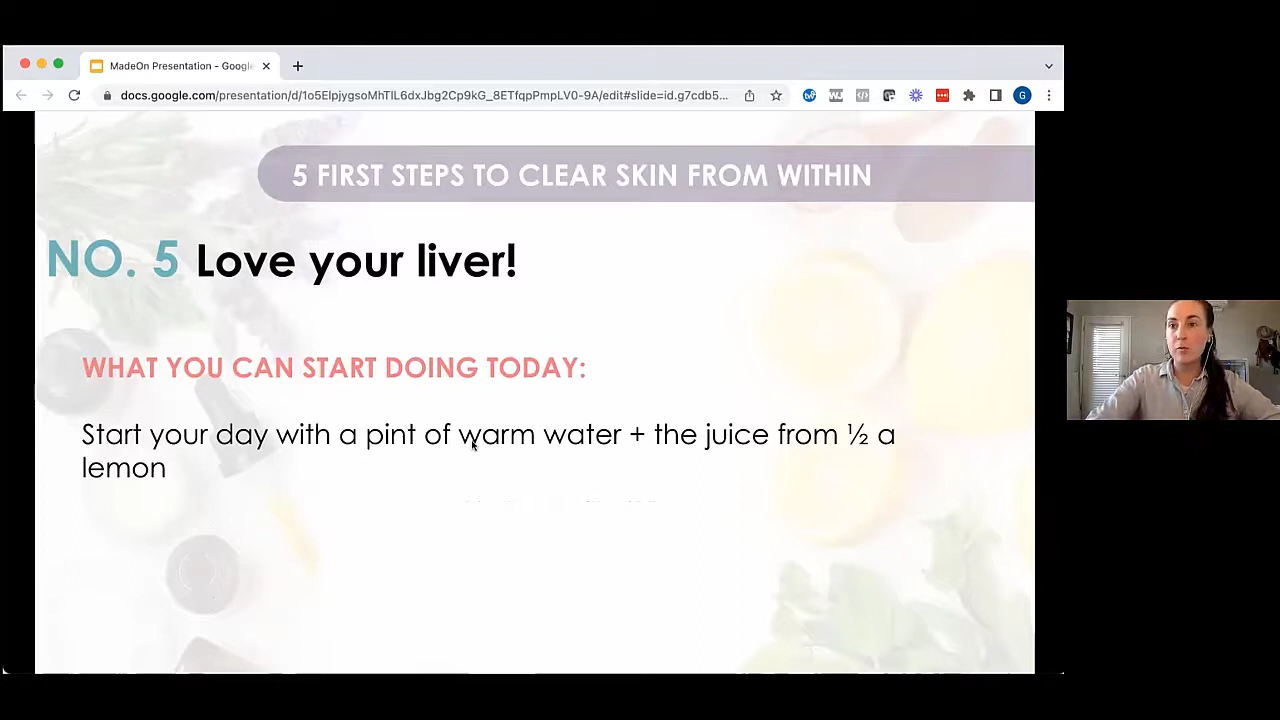 MadeOn Presentation - Google
docs.google.com/presentation/d/1o5EIpjygsoMhTIL6dxJbg2Cp9kG_8ETfqpPmpLV0-9A/edit#slide=id.g7cdb5...
G
5 FIRST STEPS TO CLEAR SKIN FROM WITHIN
NO. 5 Love your liver!
WHAT YOU CAN START DOING TODAY:
Start your day with a pint of warm water + the juice from ½ a
lemon